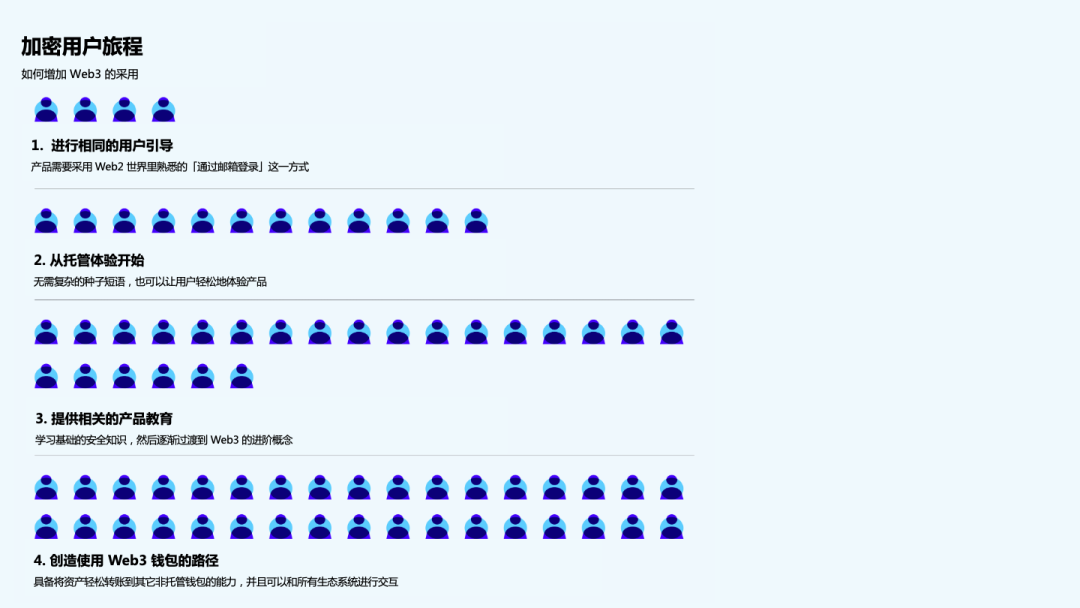 加密用户旅程
如何增加 Web3 的采用
1. 进行相同的用户引导
产品需要采用 Web2 世界里熟悉的「通过邮箱登录」这一方式
2. 从托管体验开始
无需复杂的种子短语，也可以让用户轻松地体验产品
3. 提供相关的产品教育
学习基础的安全知识，然后逐渐过渡到 Web3 的进阶概念
4. 创造使用 Web3 钱包的路径
具备将资产轻松转账到其它非托管钱包的能力，并且可以和所有生态系统进行交互